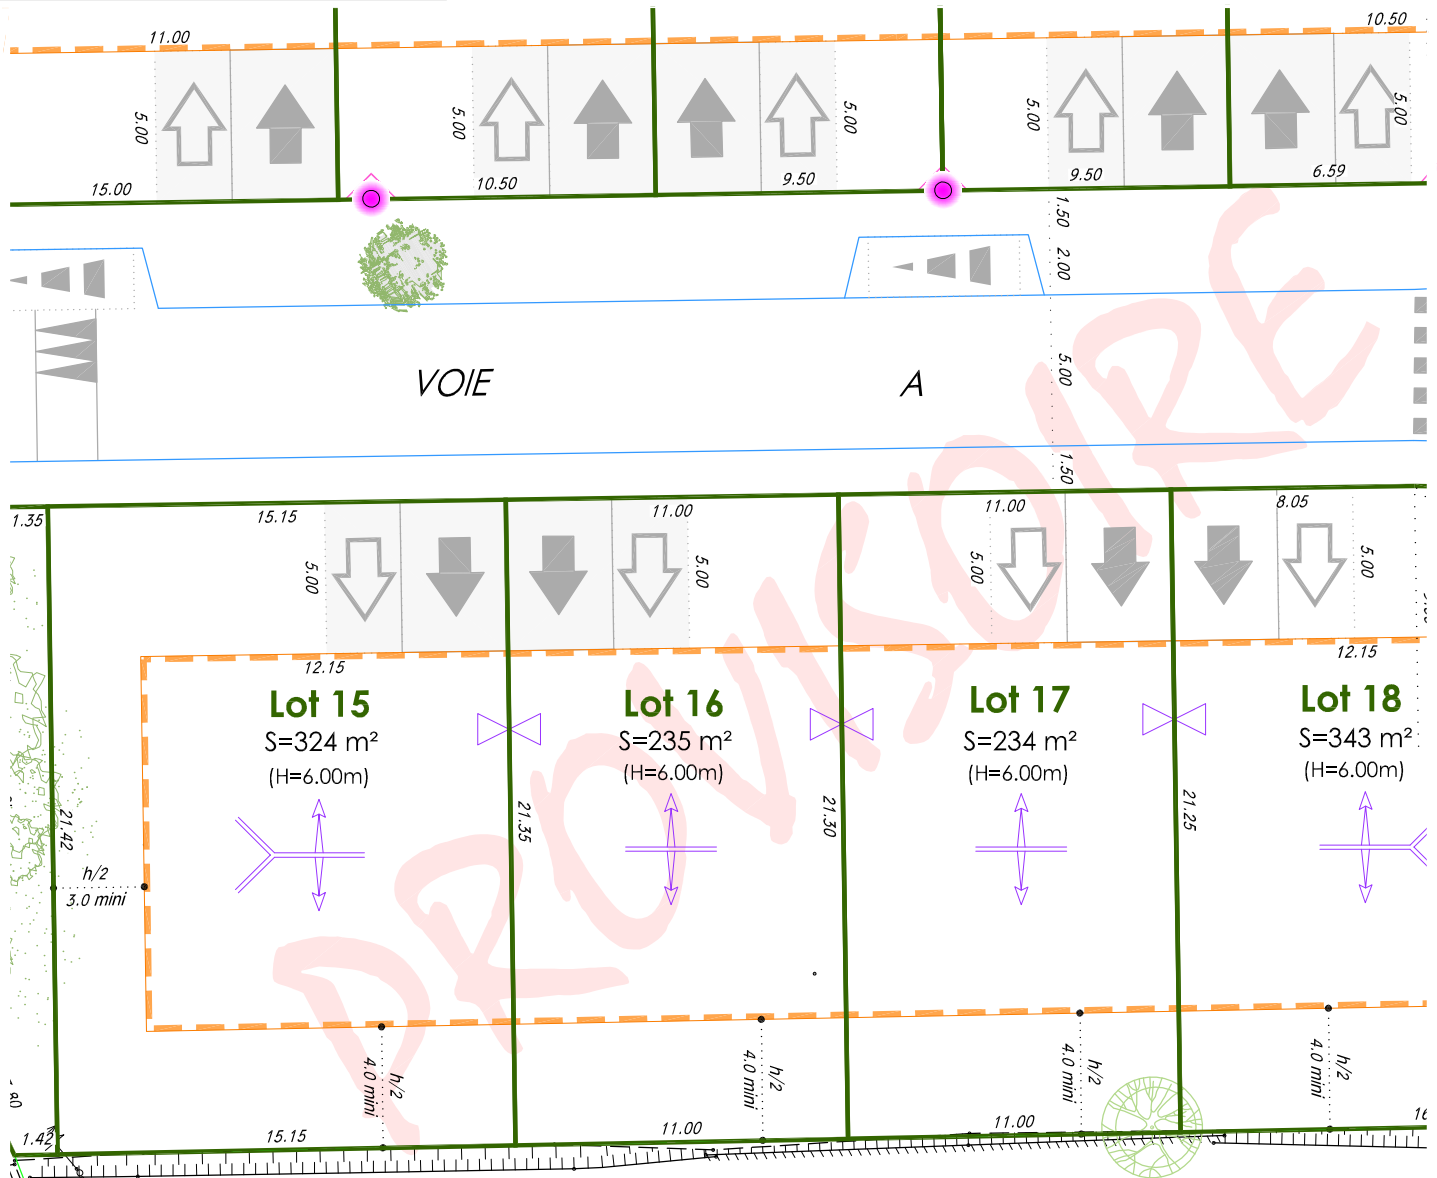 11.00
10.50
5.00
5.00
5.00
5.00
5.00
15.00
10.50
9.50
9.50
6.59
1.50
2.00
5.00
VOIE A
1.50
1.35
15.15
11.00
11.00
8.05
5.00
5.00
5.00
5.00
12.15
12.15
Lot 15
S=324 m²
(H=6.00m)
Lot 16
S=235 m²
(H=6.00m)
Lot 17
S=234 m²
(H=6.00m)
Lot 18
S=343 m²
(H=6.00m)
21.42
21.35
21.30
21.25
h/2
3.0 mini
h/2
4.0 mini
h/2
4.0 mini
h/2
4.0 mini
h/2
4.0 mini
1.42
15.15
11.00
11.00
PROVISOIRE